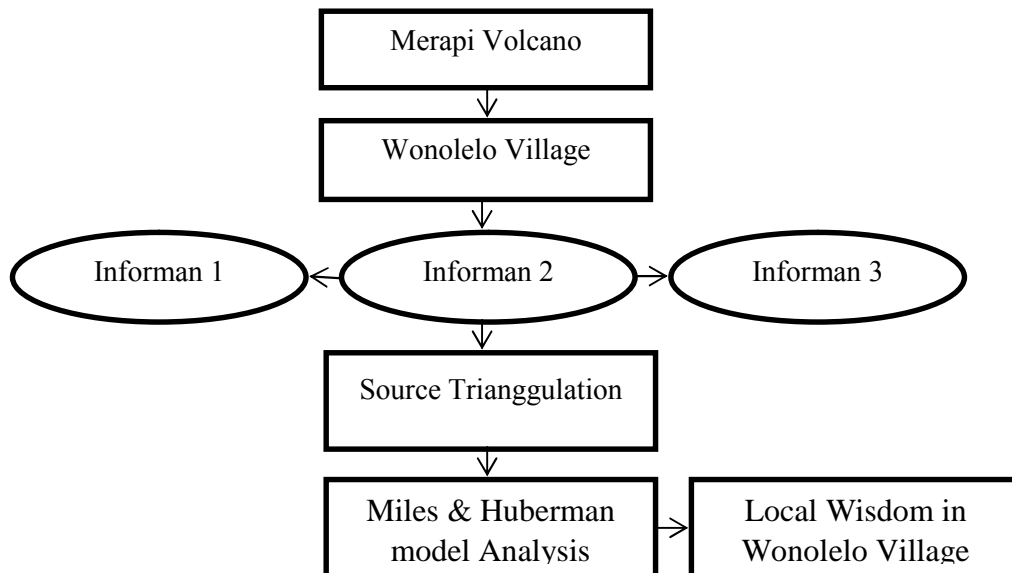 Merapi Volcano
Wonolelo Village
Informan 1
Informan 2
Informan 3
Source Trianggulation
Miles & Huberman
model Analysis
Local Wisdom in
Wonolelo Village